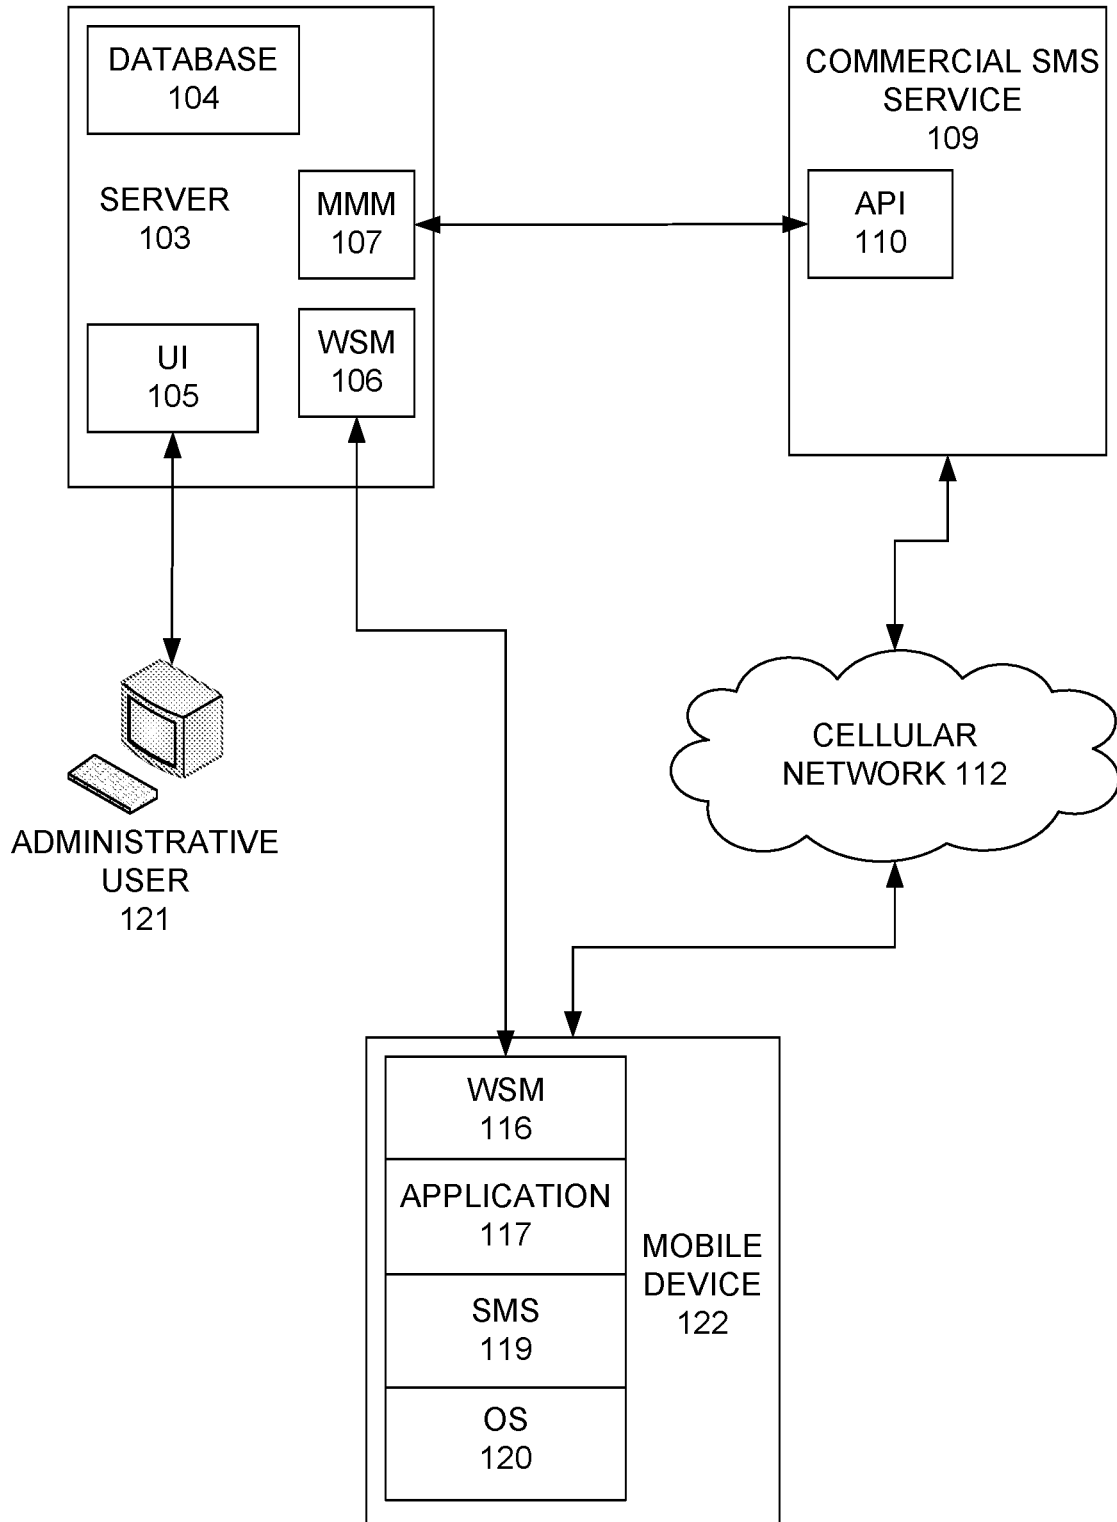 DATABASE
104
SERVER
103
MMM
107
UI
105
WSM
106
COMMERCIAL SMS
SERVICE
109
API
110
ADMINISTRATIVE
USER
121
CELLULAR
NETWORK 112
WSM
116
APPLICATION
117
SMS
119
OS
120
MOBILE
DEVICE
122